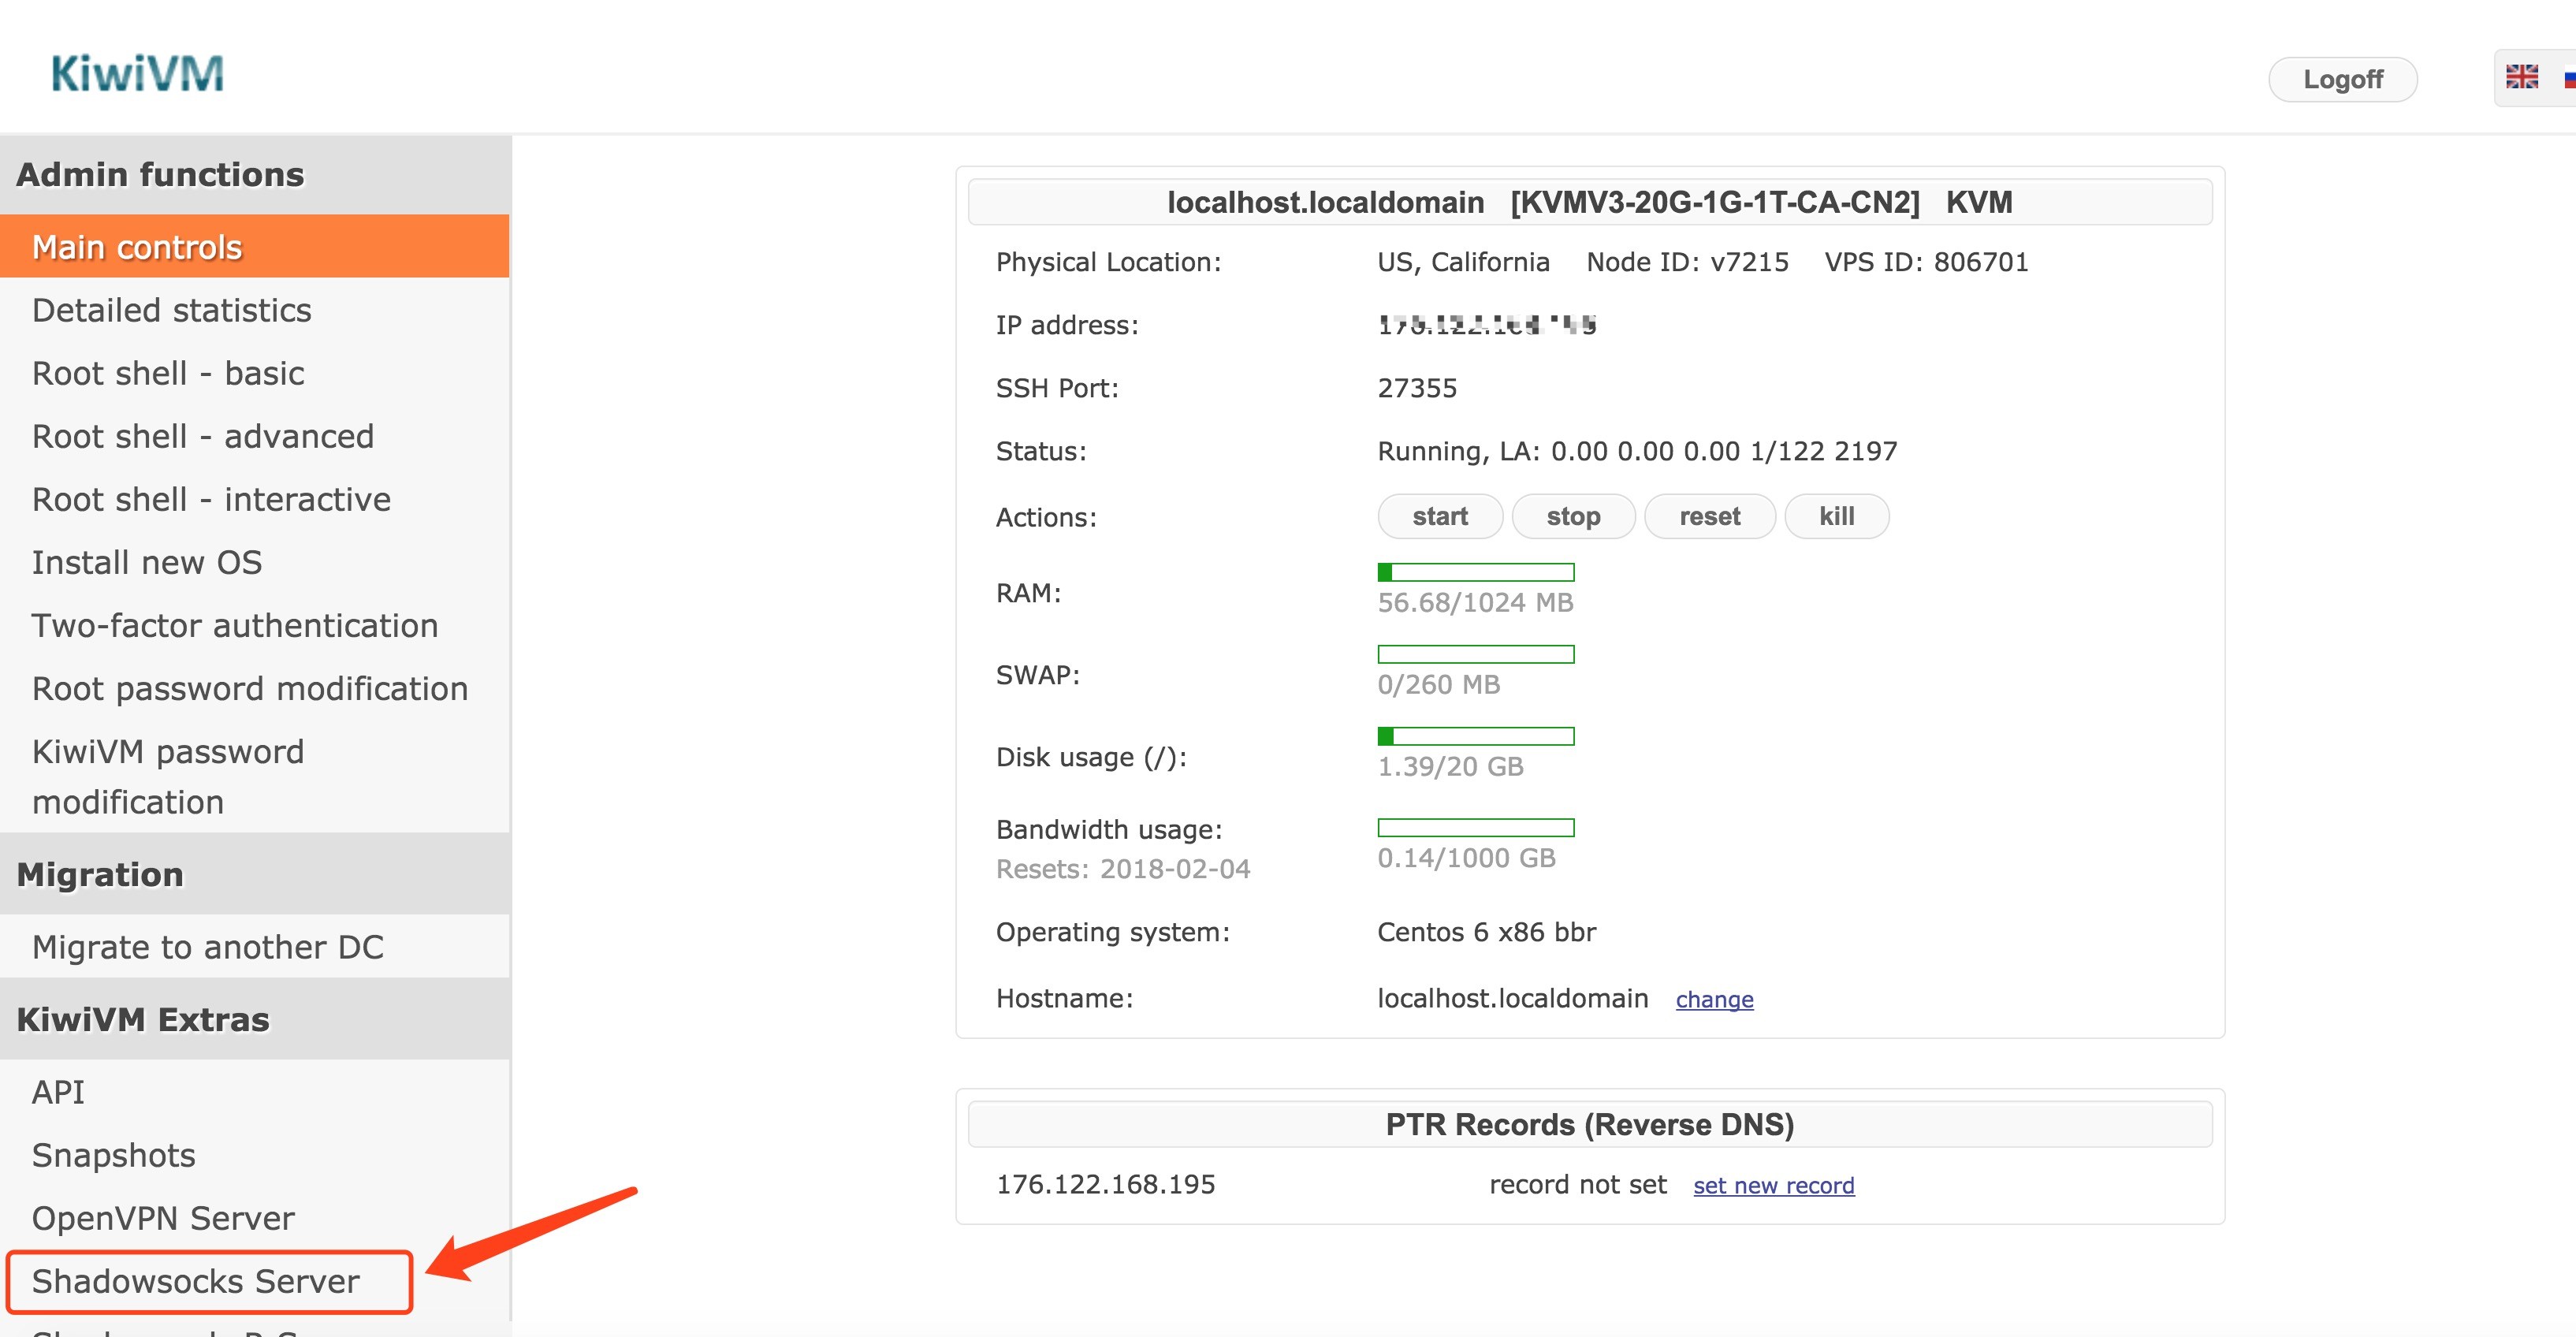 KiwiVM
Logoff
Admin functions
Main controls
Detailed statistics
Root shell - basic
Root shell - advanced
Root shell - interactive
Install new OS
Two-factor authentication
Root password modification
KiwiVM password
modification
Migration
Migrate to another DC
KiwiVM Extras
API
Snapshots
OpenVPN Server
Shadowsocks Server
localhost.localdomain [KVMV3-20G-1G-1T-CA-CN2] KVM
Physical Location: US, California Node ID: v7215 VPS ID: 806701
IP address:
SSH Port: 27355
Status: Running, LA: 0.00 0.00 0.00 1/122 2197
Actions: start stop reset kill
RAM: 56.68/1024 MB
SWAP: 0/260 MB
Disk usage (/): 1.39/20 GB
Bandwidth usage: 0.14/1000 GB
Resets: 2018-02-04
Operating system: Centos 6 x86 bbr
Hostname: localhost.localdomain change
PTR Records (Reverse DNS)
176.122.168.195 record not set set new record